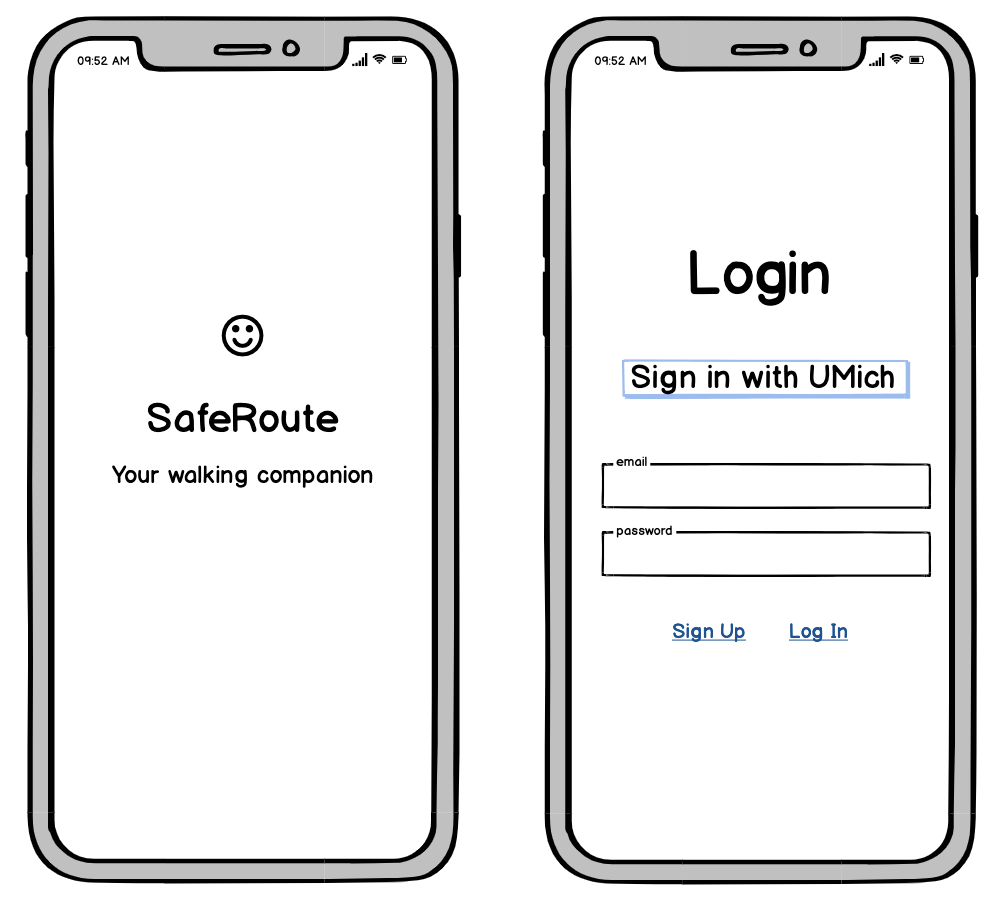 09:52 AM
SafeRoute
Your walking companion
09:52 AM
Login
Sign in with UMich
email
password
Sign Up Log In